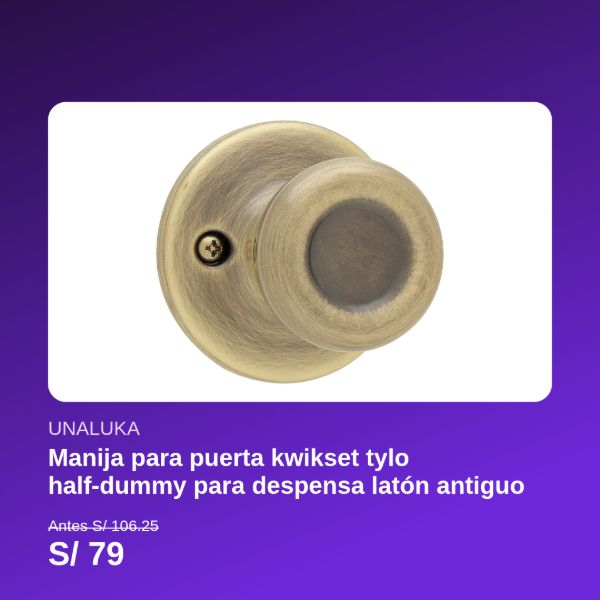 UNALUKA
Manija para puerta kwikset tylo
half-dummy para despensa latón antiguo
Antes S/ 106.25
S/ 79